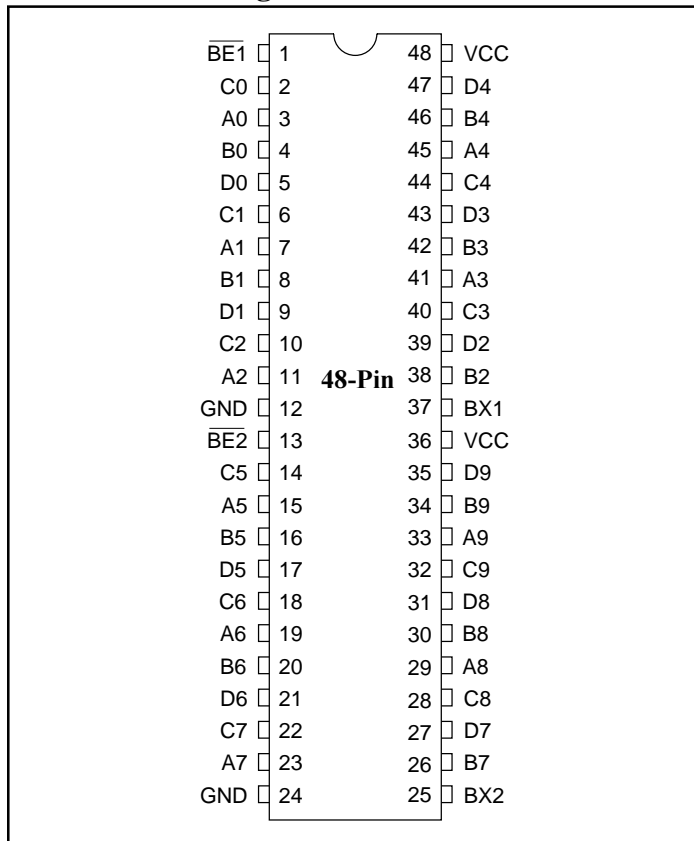 BE1 1 48 VCC
C0 2 47 D4
A0 3 46 B4
B0 4 45 A4
D0 5 44 C4
C1 6 43 D3
A1 7 42 B3
B1 8 41 A3
D1 9 40 C3
C2 10 39 D2
A2 11 48-Pin 38 B2
GND 12 37 BX1
BE2 13 36 VCC
C5 14 35 D9
A5 15 34 B9
B5 16 33 A9
D5 17 32 C9
C6 18 31 D8
A6 19 30 B8
B6 20 29 A8
D6 21 28 C8
C7 22 27 D7
A7 23 26 B7
GND 24 25 BX2